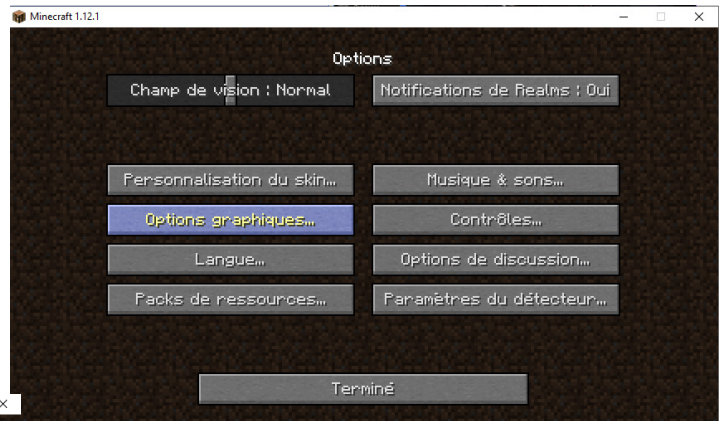 Minecraft 1.12.1
Options
Champ de vision : Normal
Notifications de Realms : Oui
Personnalisation du skin...
Musique & sons...
Options graphiques...
Contrôles...
Langue...
Options de discussion...
Packs de ressources...
Paramètres du détecteur...
Terminé